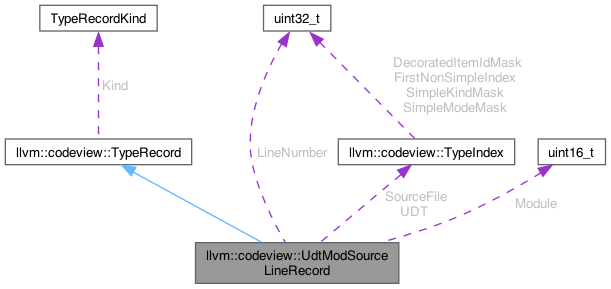 TypeRecordKind
uint32_t
DecoratedItemIdMask
FirstNonSimpleIndex
SimpleKindMask
SimpleModeMask
Kind
llvm::codeview::TypeRecord
LineNumber
llvm::codeview::TypeIndex
uint16_t
SourceFile
UDT
Module
llvm::codeview::UdtModSource
LineRecord